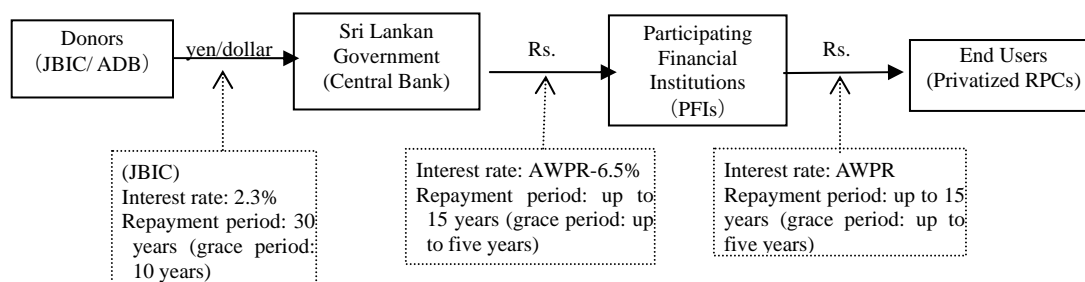 Donors
（JBIC/ ADB）
yen/dollar
Sri Lankan
Government
(Central Bank)
Rs.
Participating
Financial
Institutions
（PFIs）
Rs.
End Users
(Privatized RPCs)
(JBIC)
Interest rate: 2.3%
Repayment period: 30
years (grace period:
10 years)
Interest rate: AWPR-6.5%
Repayment period: up to
15 years (grace period: up
to five years)
Interest rate: AWPR
Repayment period: up to 15
years (grace period: up to
five years)